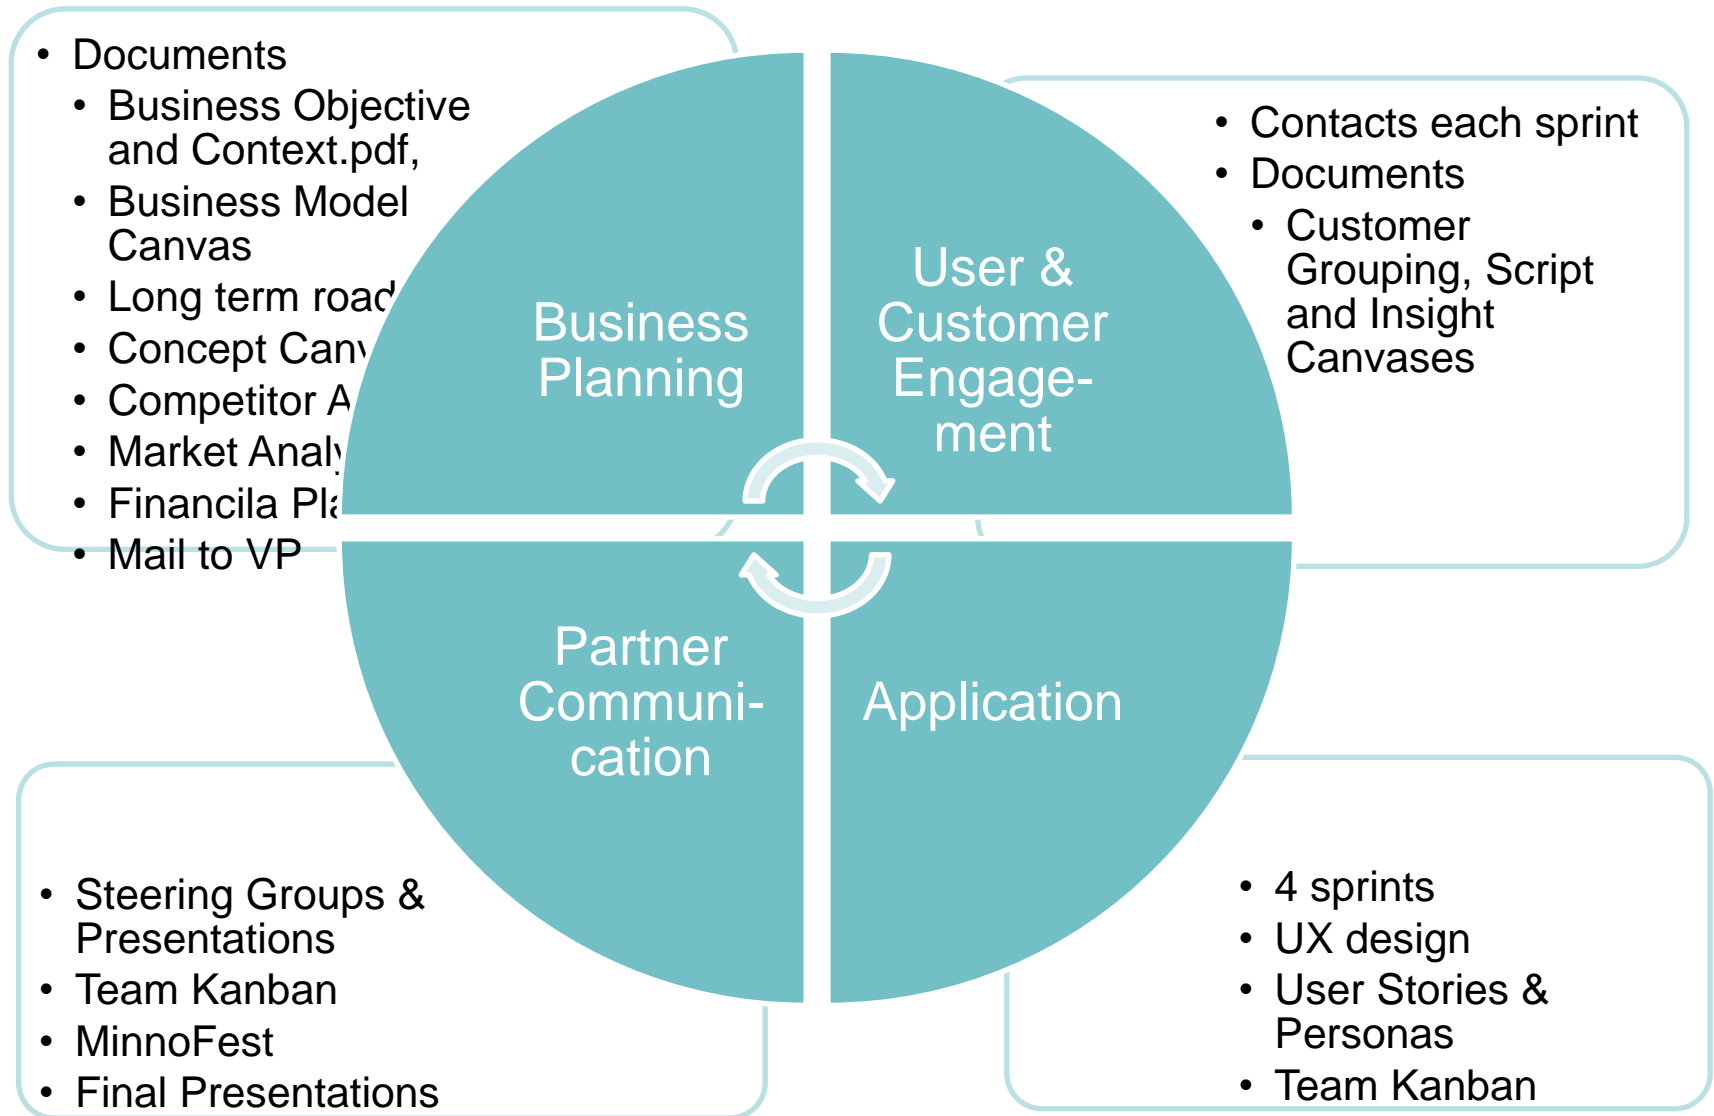 • Documents
• Business Objective
and Context.pdf,
• Business Model
Canvas
• Long term road
• Concept Canv
• Competitor A
• Market Analy
• Financila Pla
• Mail to VP
Business
Planning
User &
Customer
Engage-
ment
• Contacts each sprint
• Documents
• Customer
Grouping, Script
and Insight
Canvases
Partner
Communi-
cation
Application
• Steering Groups &
Presentations
• Team Kanban
• MinnoFest
• Final Presentations
• 4 sprints
• UX design
• User Stories &
Personas
• Team Kanban